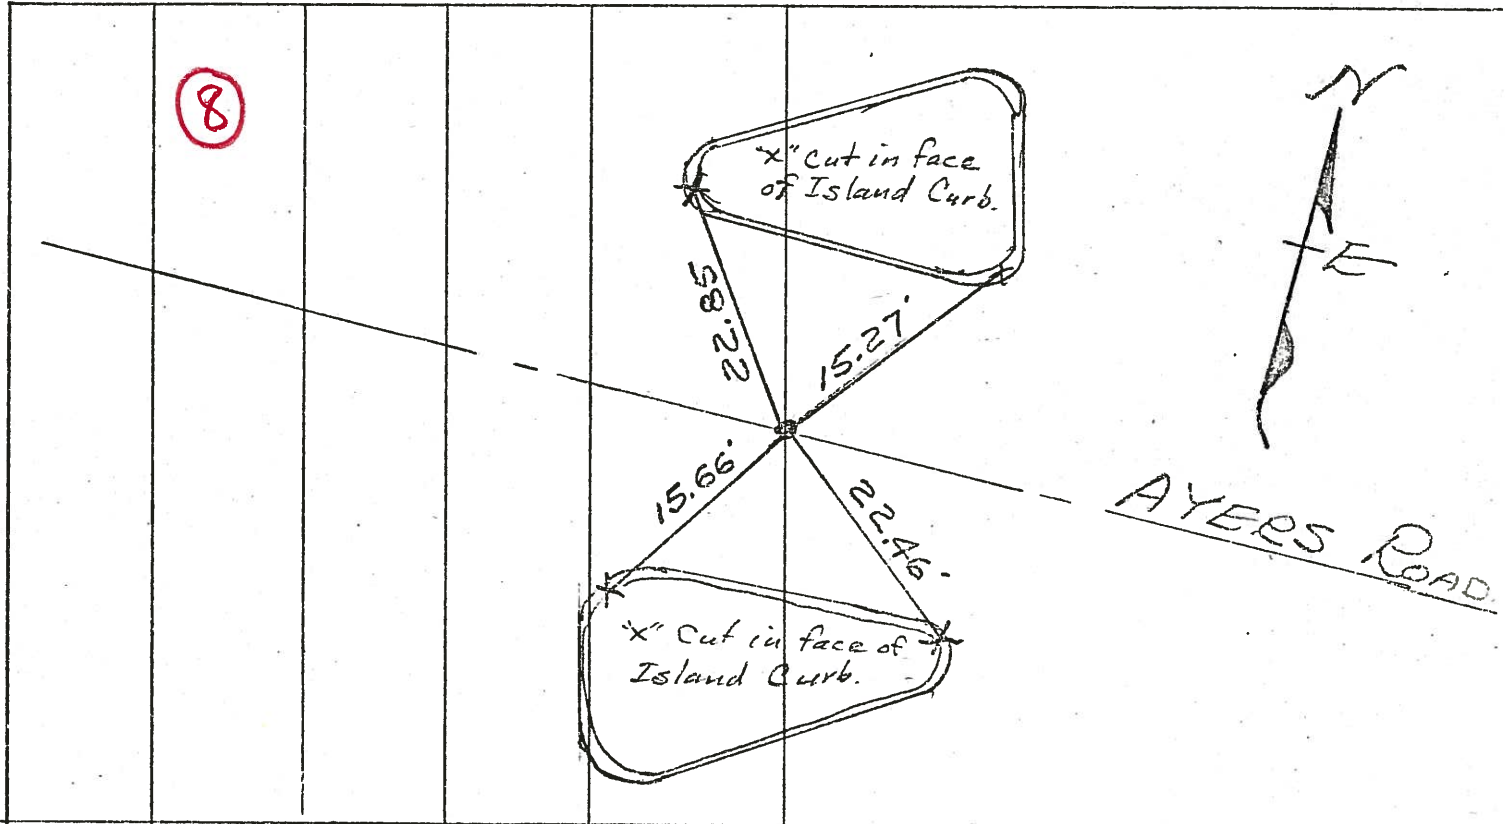 8
N
"X" Cut in face
of Island Curb.
E
22.85
15.27'
15.66'
22.46'
AYERS ROAD.
"X" Cut in face of
Island Curb.